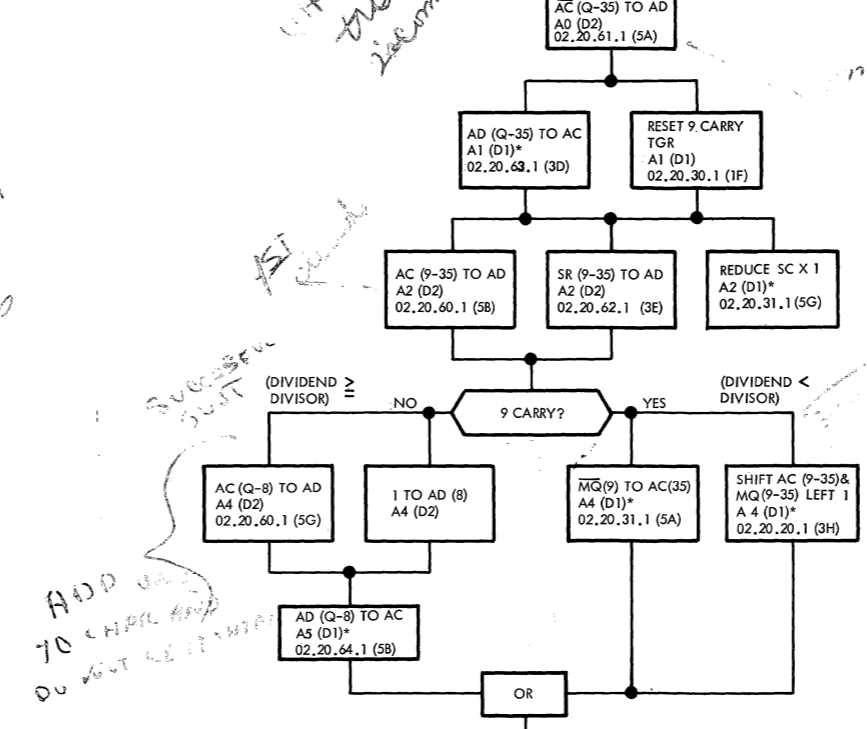 A̅C̅ (Q-35) TO AD
A0 (D2)
02.20.61.1 (5A)
AD (Q-35) TO AC
A1 (D1)*
02.20.63.1 (3D)
RESET 9 CARRY
TGR
A1 (D1)
02.20.30.1 (1F)
1ST
AC (9-35) TO AD
A2 (D2)
02.20.60.1 (5B)
SR (9-35) TO AD
A2 (D2)
02.20.62.1 (3E)
REDUCE SC X 1
A2 (D1)*
02.20.31.1 (5G)
(DIVIDEND ≧
DIVISOR)
NO
9 CARRY?
YES
(DIVIDEND <
DIVISOR)
AC (Q-8) TO AD
A4 (D2)
02.20.60.1 (5G)
1 TO AD (8)
A4 (D2)
M̅Q̅ (9) TO AC(35)
A4 (D1)*
02.20.31.1 (5A)
SHIFT AC (9-35)&
MQ (9-35) LEFT 1
A 4 (D1)*
02.20.20.1 (3H)
ADD
TO
AD (Q-8) TO AC
A5 (D1)*
02.20.64.1 (5B)
OR